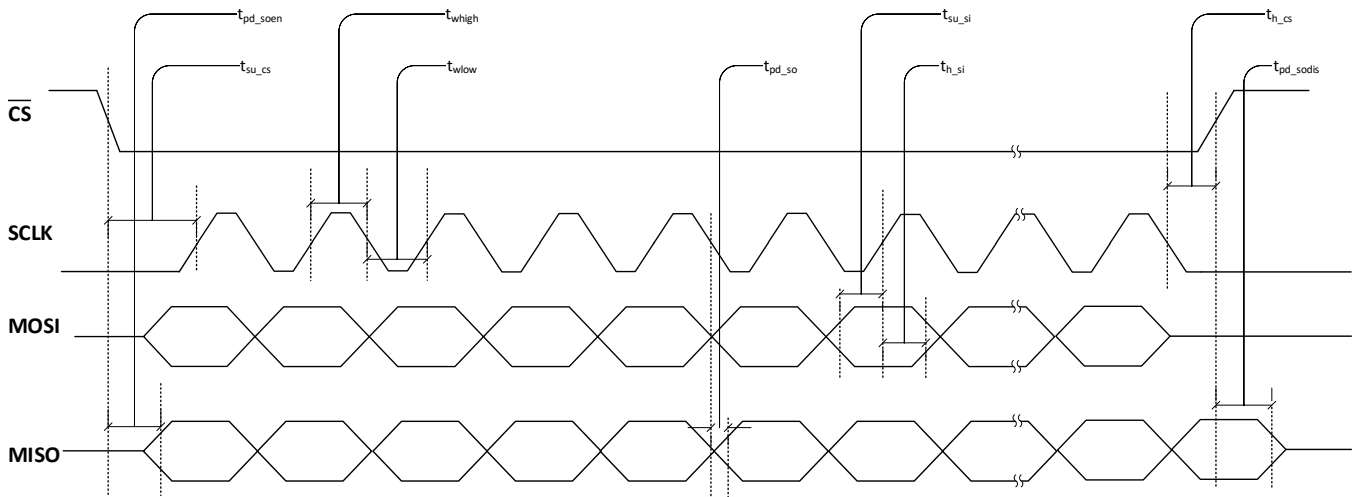 t_pd_soen
t_whigh
t_su_si
t_h_cs
t_su_cs
t_wlow
t_pd_so
t_h_si
t_pd_sodis
CS
SCLK
MOSI
MISO